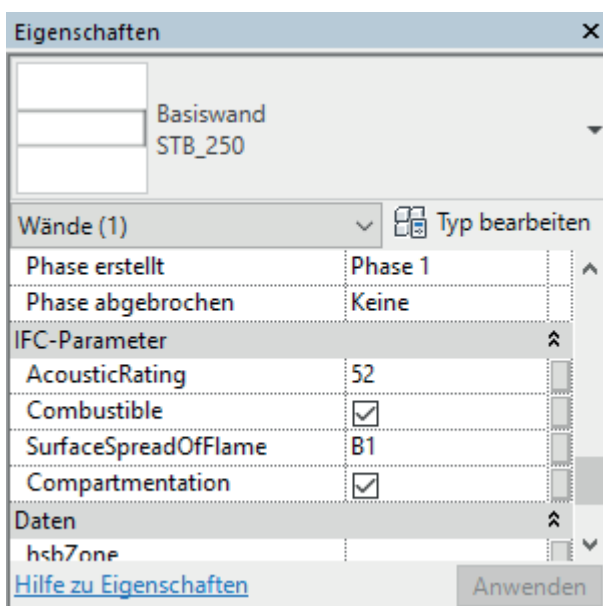 Eigenschaften
Basiswand
STB_250
Wände (1) Typ bearbeiten
Phase erstellt Phase 1
Phase abgebrochen Keine
IFC-Parameter
AcousticRating 52
Combustible
SurfaceSpreadOfFlame B1
Compartmentation
Daten
hsbZone
Hilfe zu Eigenschaften Anwenden